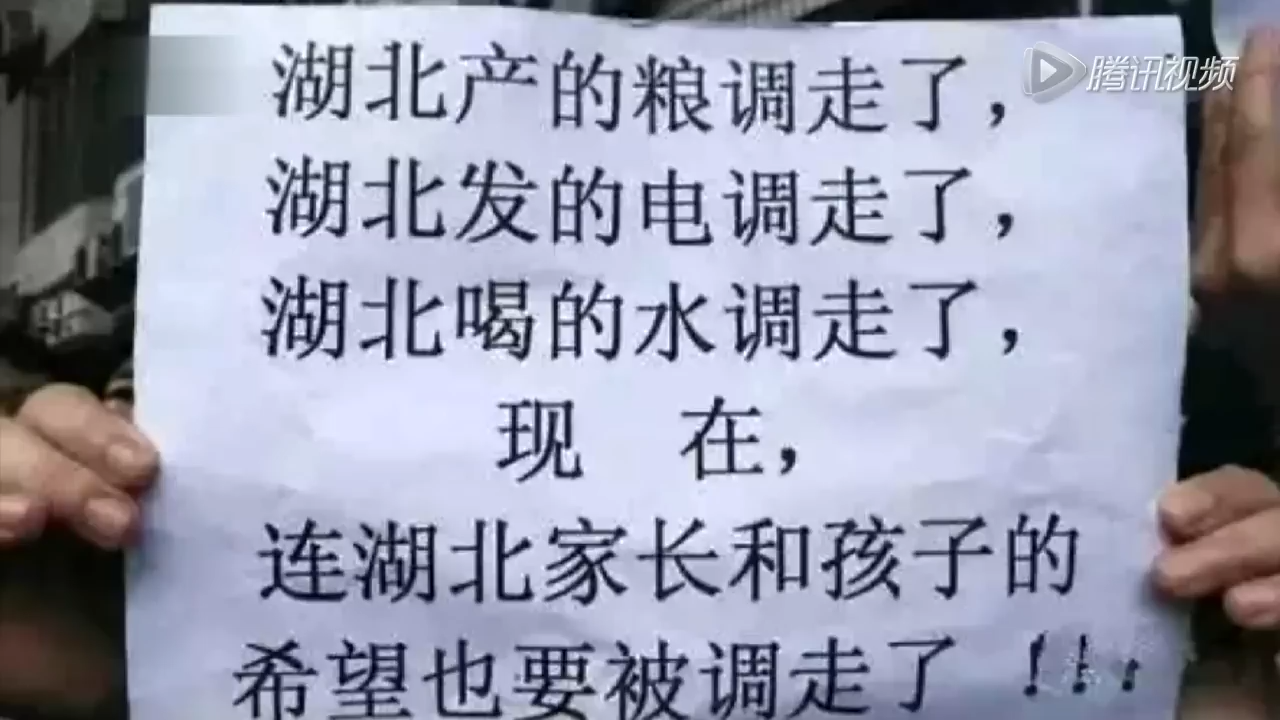 腾讯视频
湖北产的粮调走了，
湖北发的电调走了，
湖北喝的水调走了，
现 在，
连湖北家长和孩子的
希望也要被调走了！！！